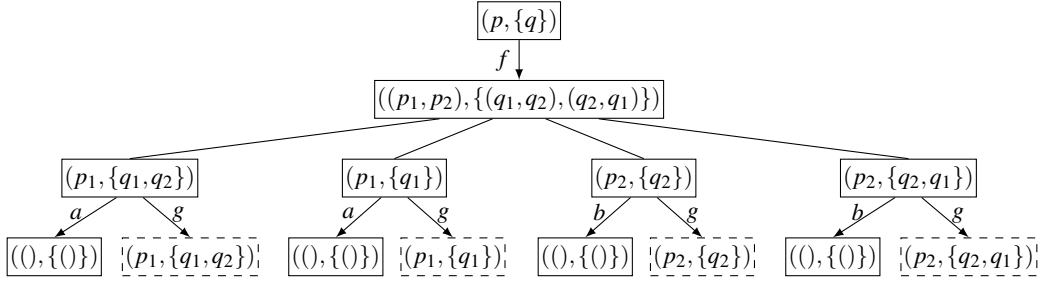 (p, {q})
f
((p₁, p₂), {(q₁, q₂), (q₂, q₁)})
(p₁, {q₁, q₂}) (p₁, {q₁}) (p₂, {q₂}) (p₂, {q₂, q₁})
a g a g b g b g
((), {()}) (p₁, {q₁, q₂}) ((), {()}) (p₁, {q₁}) ((), {()}) (p₂, {q₂}) ((), {()}) (p₂, {q₂, q₁})